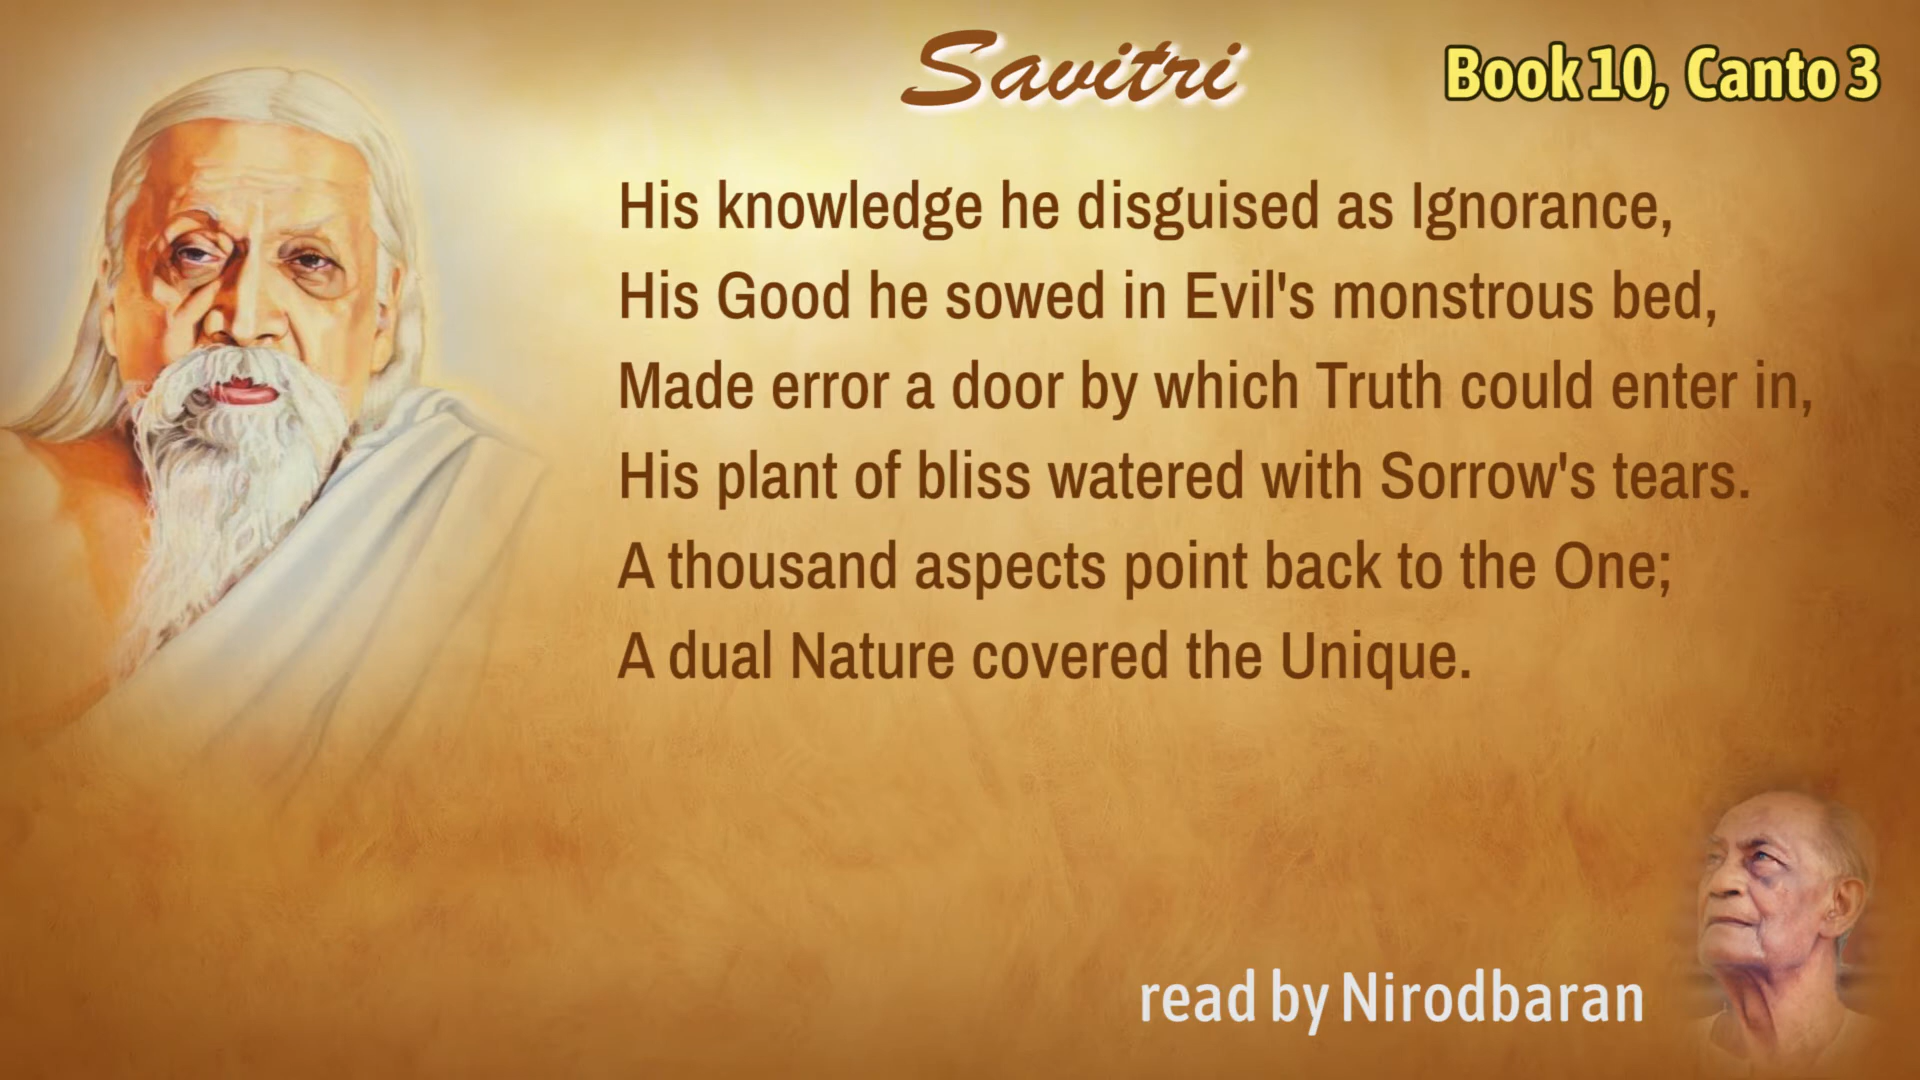 Savitri
Book 10, Canto 3
His knowledge he disguised as Ignorance,
His Good he sowed in Evil's monstrous bed,
Made error a door by which Truth could enter in,
His plant of bliss watered with Sorrow's tears.
A thousand aspects point back to the One;
A dual Nature covered the Unique.
read by Nirodbaran